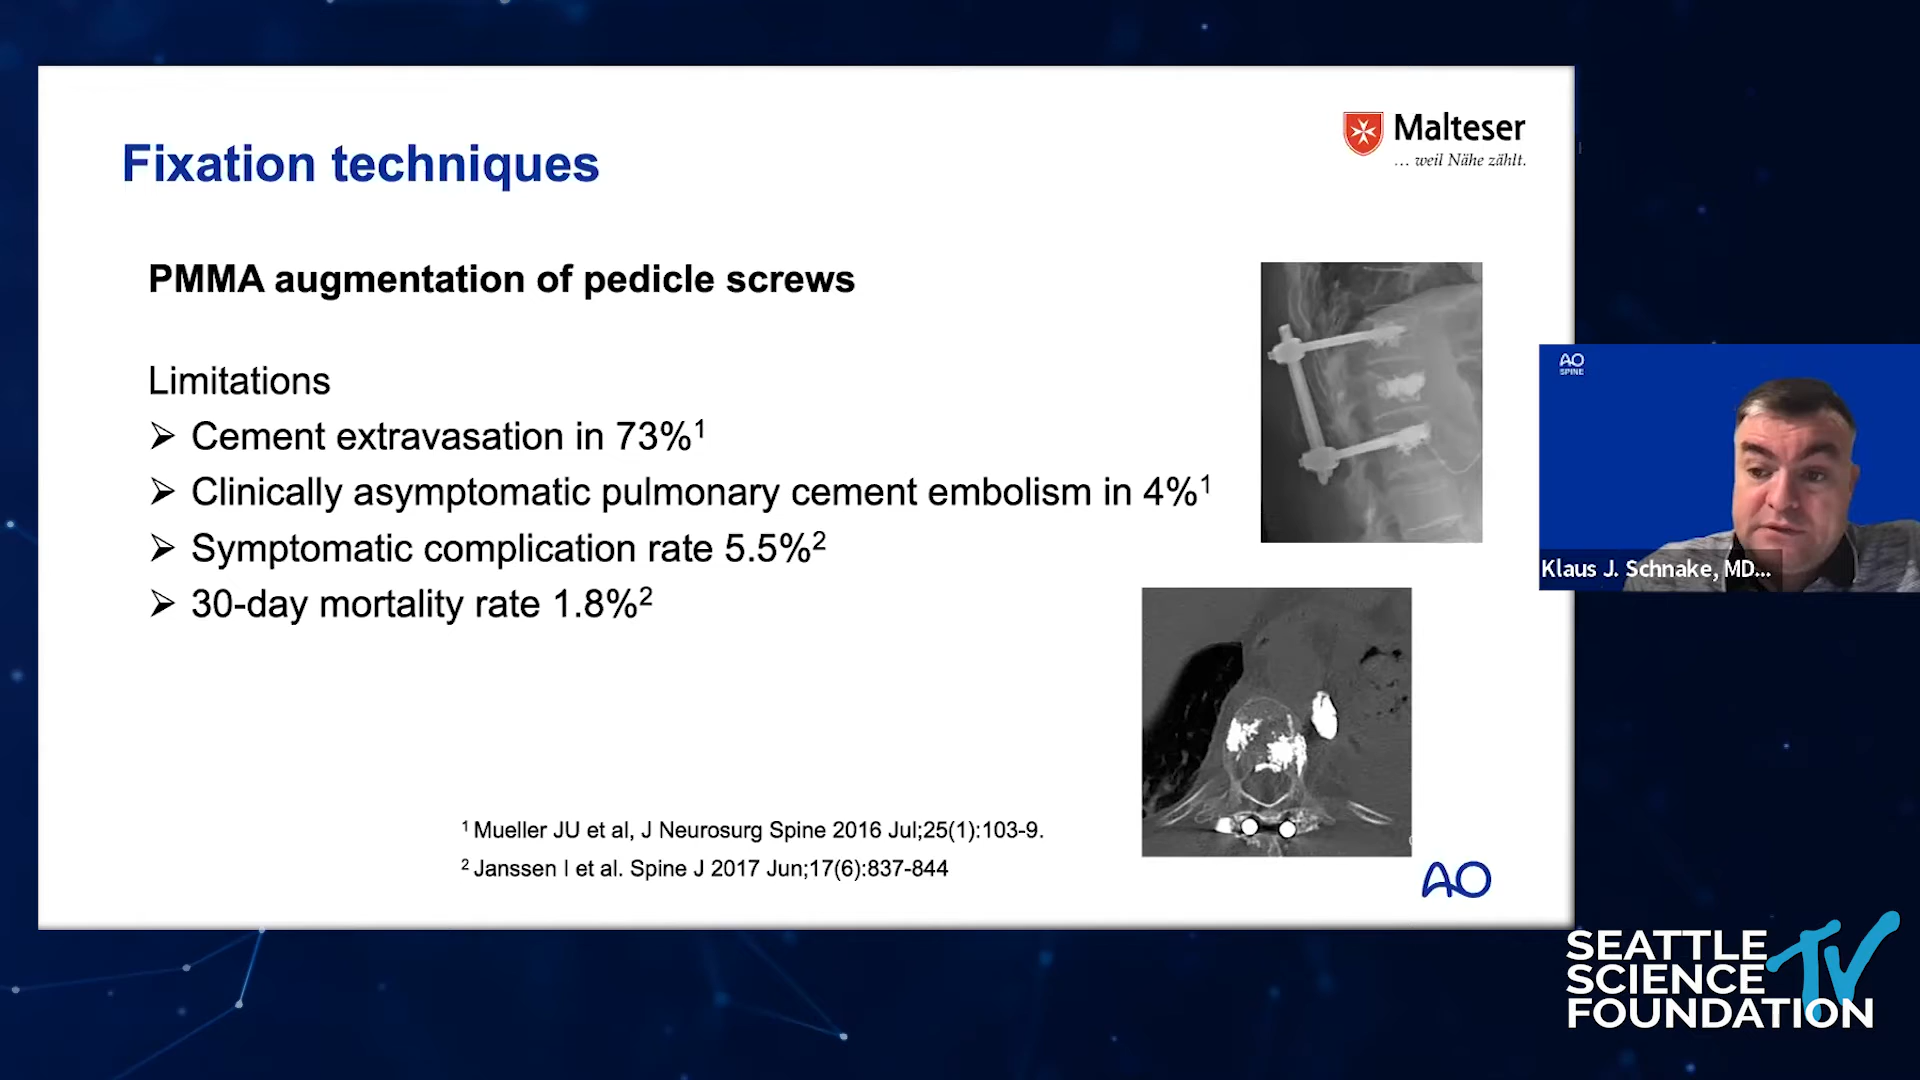 Malteser
... weil Nähe zählt.
Fixation techniques
PMMA augmentation of pedicle screws
Limitations
➢ Cement extravasation in 73%¹
➢ Clinically asymptomatic pulmonary cement embolism in 4%¹
➢ Symptomatic complication rate 5.5%²
➢ 30-day mortality rate 1.8%²
¹ Mueller JU et al, J Neurosurg Spine 2016 Jul;25(1):103-9.
² Janssen I et al. Spine J 2017 Jun;17(6):837-844
AO
AO
SPINE
Klaus J. Schnake, MD...
SEATTLE
SCIENCE
FOUNDATION
TV